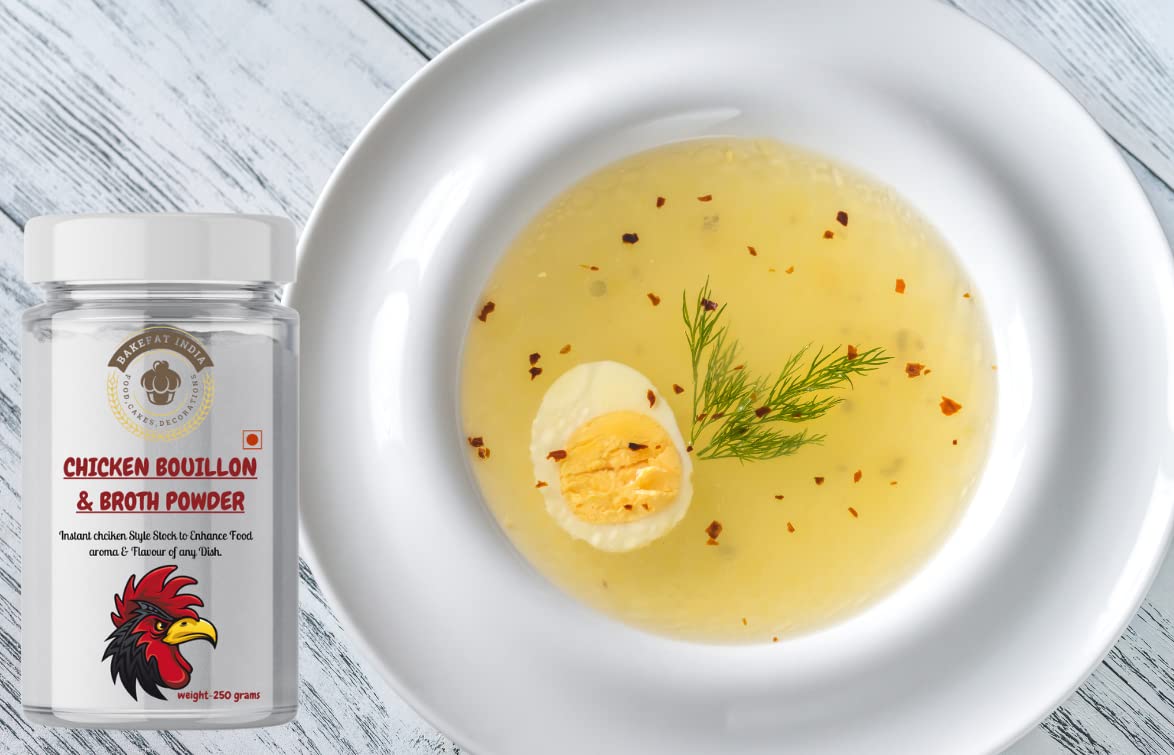 BAKEFAT INDIA
FOOD, CAKES, DECORATIONS
CHICKEN BOUILLON
& BROTH POWDER
Instant chciken Style Stock to Enhance Food
aroma & Flavour of any Dish.
weight-250 grams